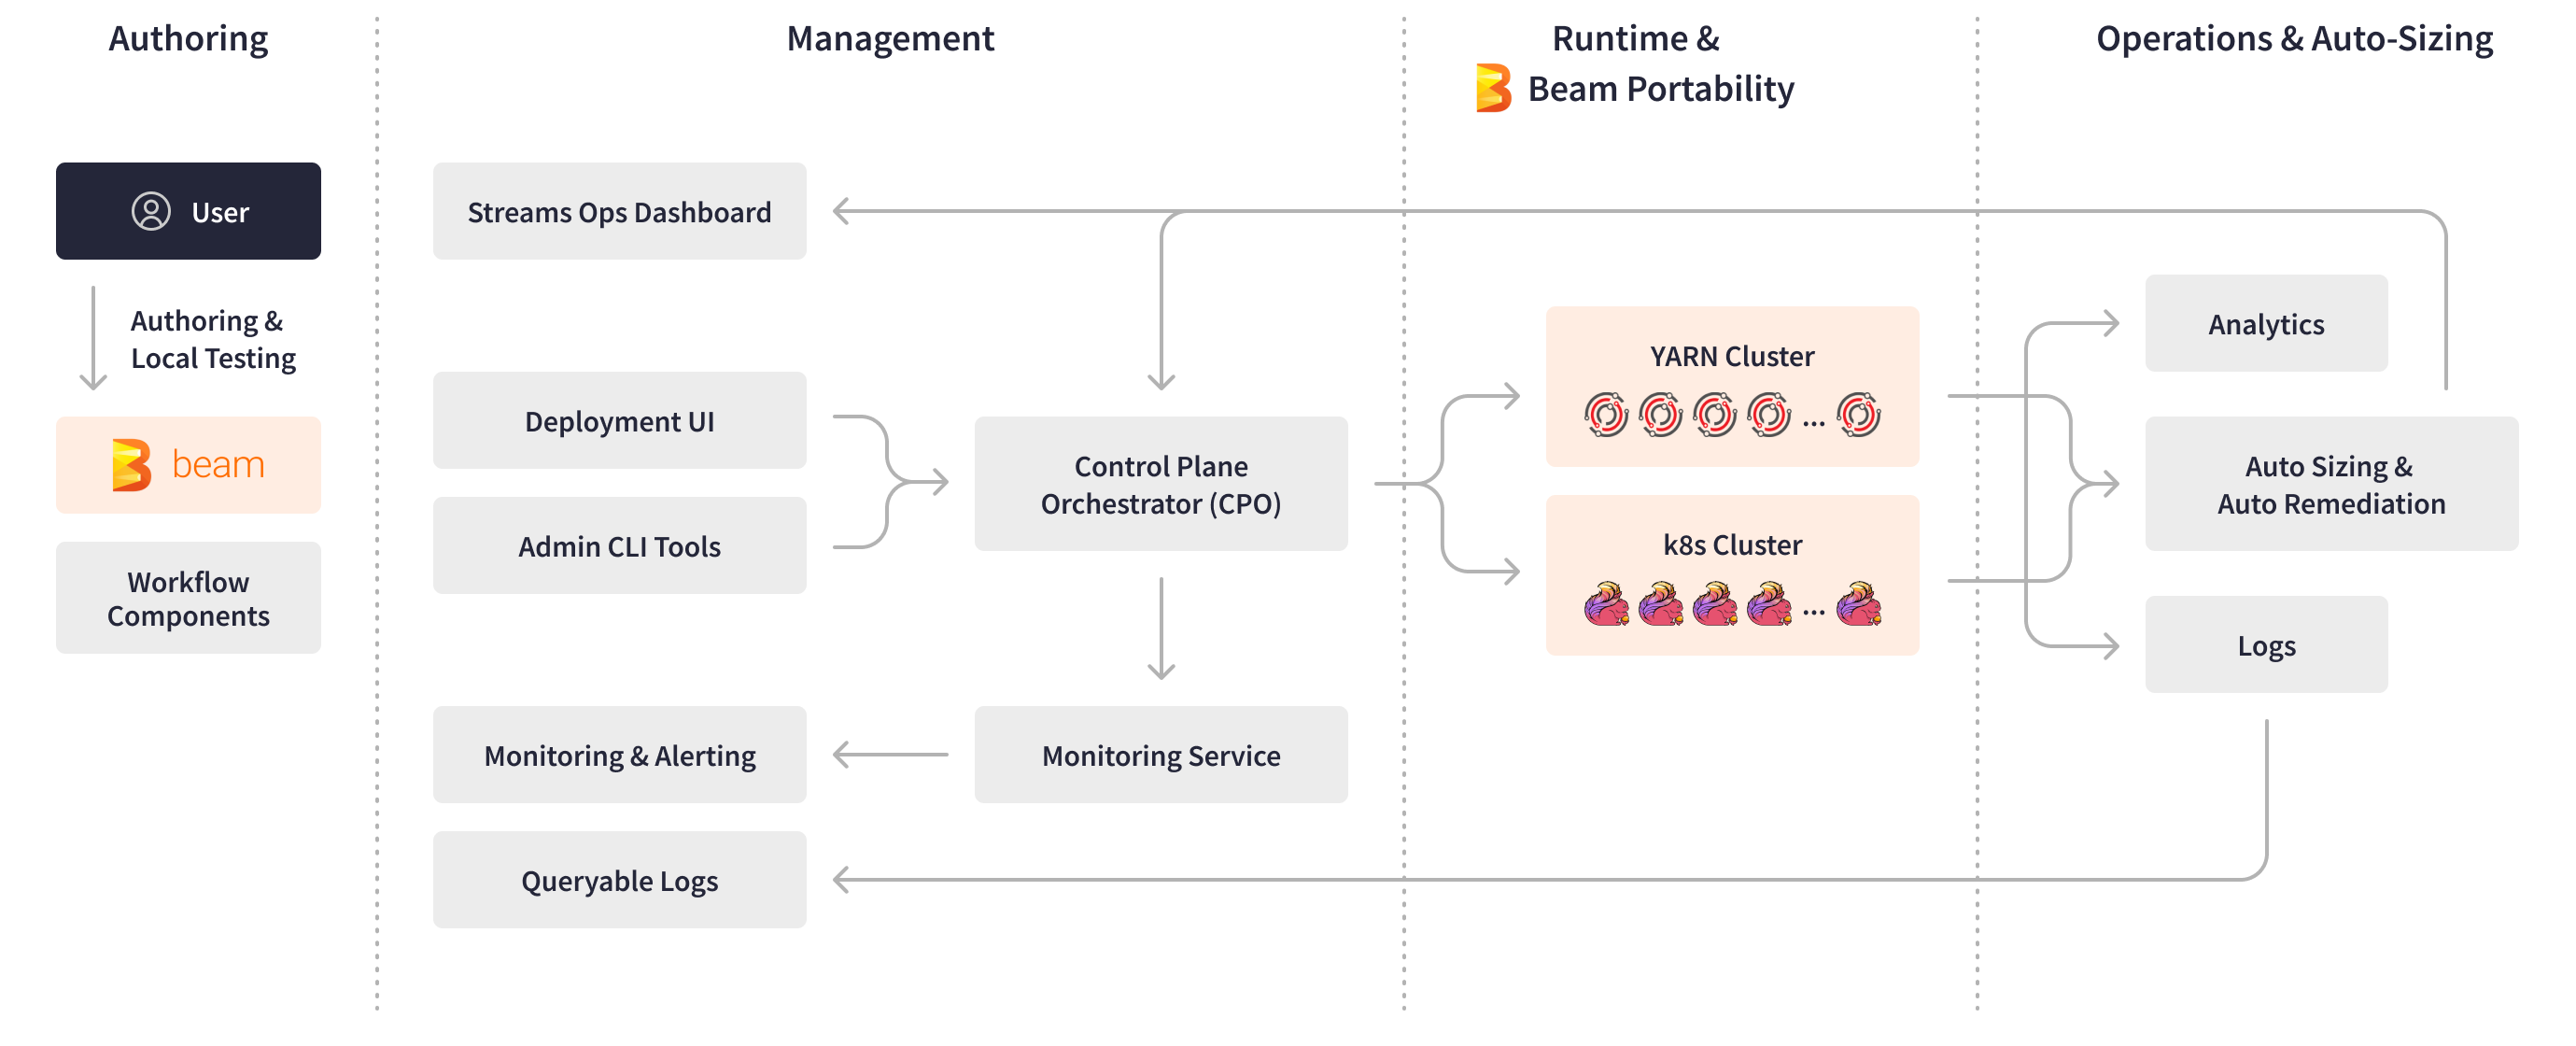 Authoring
Management
Runtime &
Beam Portability
Operations & Auto-Sizing
User
Authoring &
Local Testing
beam
Workflow
Components
Streams Ops Dashboard
Deployment UI
Admin CLI Tools
Control Plane
Orchestrator (CPO)
Monitoring & Alerting
Monitoring Service
Queryable Logs
YARN Cluster
...
k8s Cluster
...
Analytics
Auto Sizing &
Auto Remediation
Logs